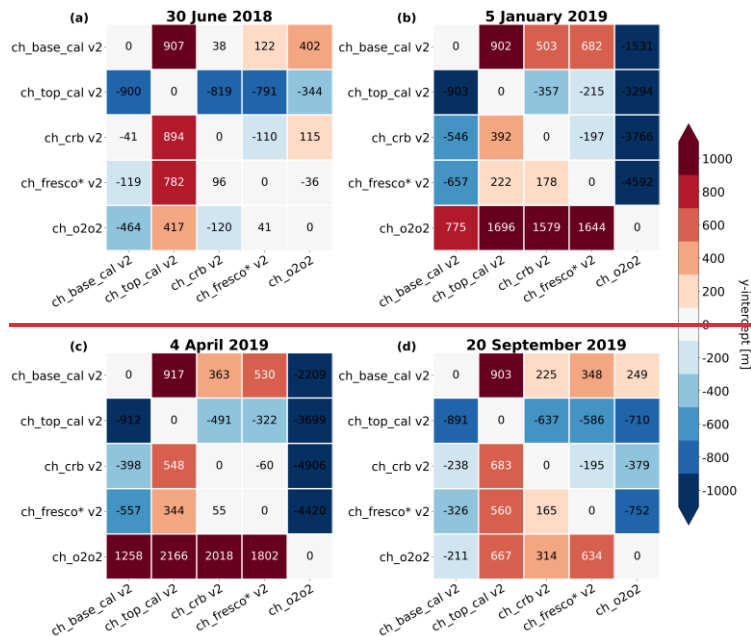 (a) 30 June 2018
ch_base_cal v2 0 907 38 122 402
ch_top_cal v2 -900 0 -819 -791 -344
ch_crb v2 -41 894 0 -110 115
ch_fresco* v2 -119 782 96 0 -36
ch_o2o2 -464 417 -120 41 0
ch_base_cal v2 ch_top_cal v2 ch_crb v2 ch_fresco* v2 ch_o2o2
(b) 5 January 2019
ch_base_cal v2 0 902 503 682 -1531
ch_top_cal v2 -903 0 -357 -215 -3294
ch_crb v2 -546 392 0 -197 -3766
ch_fresco* v2 -657 222 178 0 -4592
ch_o2o2 775 1696 1579 1644 0
ch_base_cal v2 ch_top_cal v2 ch_crb v2 ch_fresco* v2 ch_o2o2
(c) 4 April 2019
ch_base_cal v2 0 917 363 530 -2209
ch_top_cal v2 -912 0 -491 -322 -3699
ch_crb v2 -398 548 0 -60 -4906
ch_fresco* v2 -557 344 55 0 -4420
ch_o2o2 1258 2166 2018 1802 0
ch_base_cal v2 ch_top_cal v2 ch_crb v2 ch_fresco* v2 ch_o2o2
(d) 20 September 2019
ch_base_cal v2 0 903 225 348 249
ch_top_cal v2 -891 0 -637 -586 -710
ch_crb v2 -238 683 0 -195 -379
ch_fresco* v2 -326 560 165 0 -752
ch_o2o2 -211 667 314 634 0
ch_base_cal v2 ch_top_cal v2 ch_crb v2 ch_fresco* v2 ch_o2o2
1000
800
600
400
200
0
-200
-400
-600
-800
-1000
y-intercept [m]